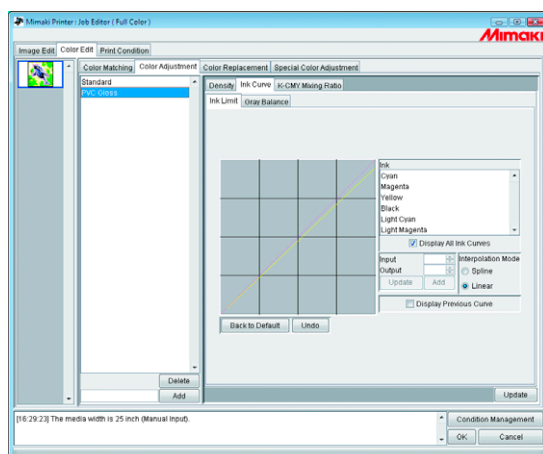 Mimaki Printer : Job Editor ( Full Color )
Mimaki
Image Edit Color Edit Print Condition
Color Matching Color Adjustment Color Replacement Special Color Adjustment
Standard
PVC Gloss
Density Ink Curve K-CMY Mixing Ratio
Ink Limit Gray Balance
Ink
Cyan
Magenta
Yellow
Black
Light Cyan
Light Magenta
Display All Ink Curves
Input
Output
Update Add
Interpolation Mode
Spline
Linear
Display Previous Curve
Back to Default Undo
Delete
Add
Update
[16:29:23] The media width is 25 inch (Manual Input).
Condition Management
OK Cancel